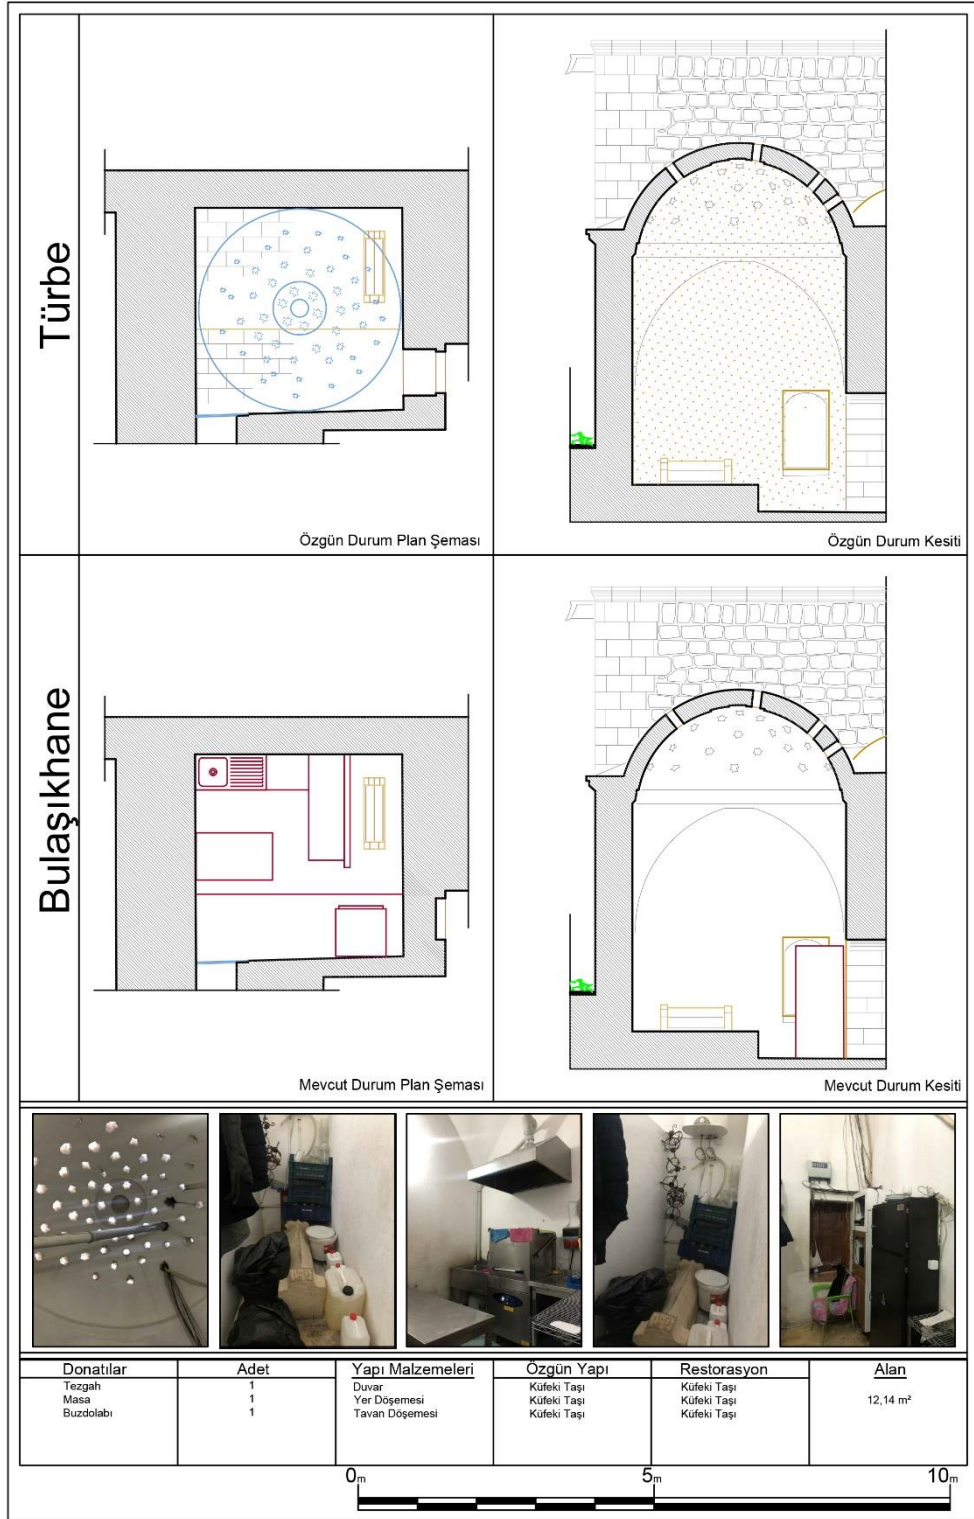 Türbe
Özgün Durum Plan Şeması
Özgün Durum Kesiti
Bulaşıkhane
Mevcut Durum Plan Şeması
Mevcut Durum Kesiti
Donatılar Adet Yapı Malzemeleri Özgün Yapı Restorasyon Alan
Tezgah 1 Duvar Küfeki Taşı Küfeki Taşı
Masa 1 Yer Döşemesi Küfeki Taşı Küfeki Taşı 12,14 m²
Buzdolabı 1 Tavan Döşemesi Küfeki Taşı Küfeki Taşı
0m 5m 10m